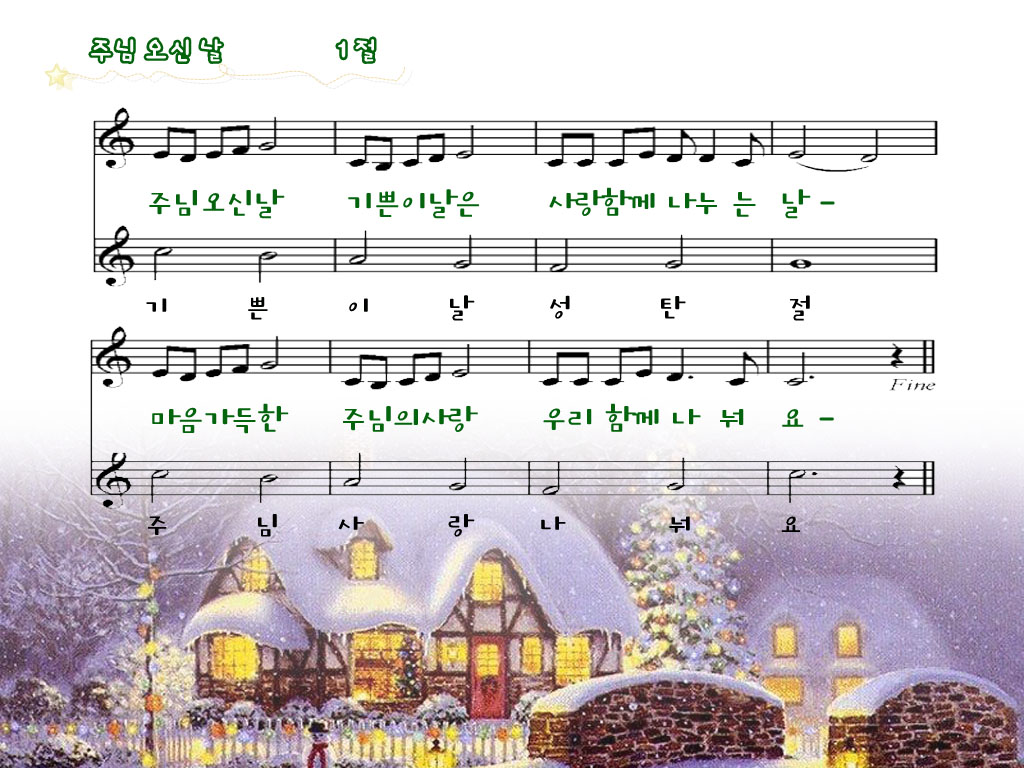 주님 오신 날 1절
주님오신날 기쁜이날은 사랑함께 나누 는 날 -
기 쁜 이 날 성 탄 절
Fine
마음가득한 주님의사랑 우리 함께 나 눠 요 -
주 님 사 랑 나 눠 요